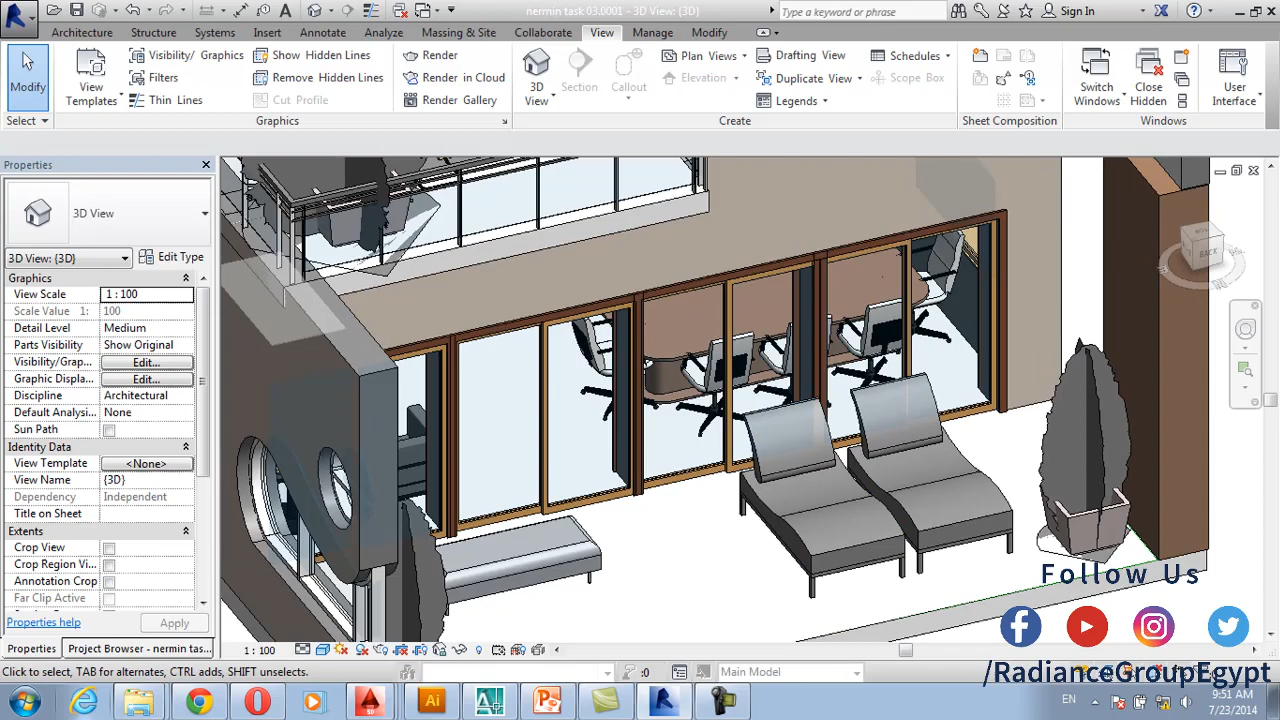 nermin task 03.0001 - 3D View: {3D}
Type a keyword or phrase
Sign In
Architecture Structure Systems Insert Annotate Analyze Massing & Site Collaborate View Manage Modify
Modify
Select
View Templates
Visibility/ Graphics
Filters
Thin Lines
Show Hidden Lines
Remove Hidden Lines
Cut Profile
Render
Render in Cloud
Render Gallery
Graphics
3D View
Section
Callout
Plan Views
Elevation
Drafting View
Duplicate View
Legends
Schedules
Scope Box
Create
Sheet Composition
Switch Windows
Close Hidden
User Interface
Windows
Properties
3D View
3D View: {3D}
Edit Type
Graphics
View Scale 1 : 100
Scale Value 1: 100
Detail Level Medium
Parts Visibility Show Original
Visibility/Grap... Edit...
Graphic Displa... Edit...
Discipline Architectural
Default Analysi... None
Sun Path
Identity Data
View Template <None>
View Name {3D}
Dependency Independent
Title on Sheet
Extents
Crop View
Crop Region Vi...
Annotation Crop
Far Clip Active
Properties help
Apply
Properties
Project Browser - nermin tas...
BACK
1 : 100
Click to select, TAB for alternates, CTRL adds, SHIFT unselects.
:0
Main Model
Follow Us
/RadianceGroupEgypt
EN
9:51 AM
7/23/2014